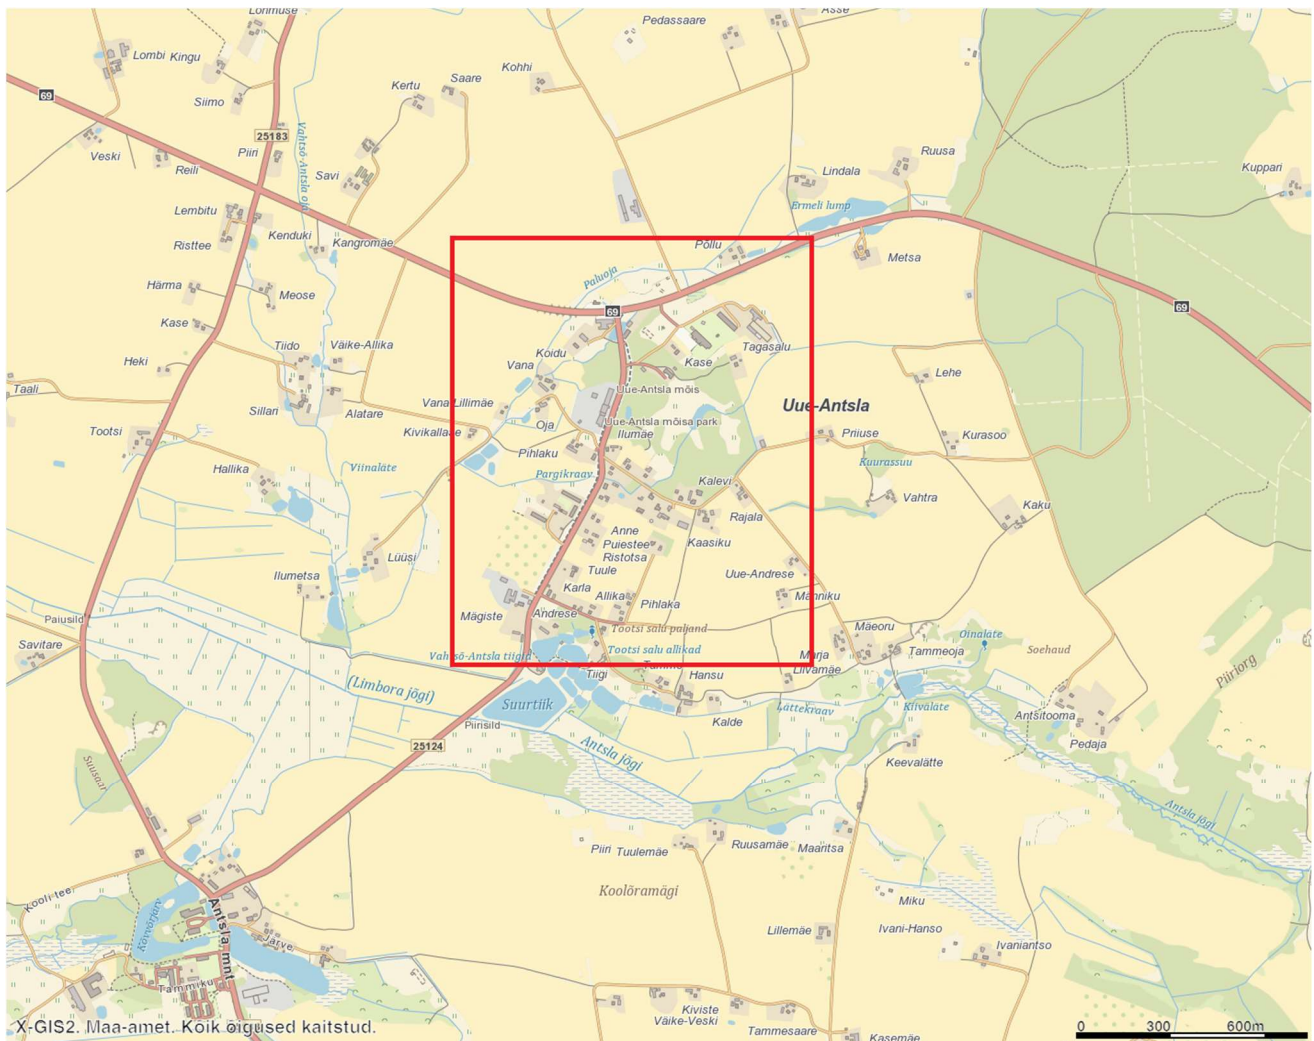 Lohmuse
Pedassaare
Asse
Lombi
Kingu
Kohhi
Saare
Kertu
69
Siimo
25183
Veski
Piiri
Reili
Savi
Vahtsõ-Antsla oja
Lindala
Ruusa
Kuppari
Lembitu
Ermeli lump
Risttee
Kenduki
Kangromäe
Põllu
Metsa
Härma
Meose
Paluoja
69
69
Kase
Tiido
Väike-Allika
Koidu
Tagasalu
Heki
Vana
Kase
Lehe
Taali
Uue-Antsla mõis
Sillari
Alatare
Vana-Lillimäe
Uue-Antsla
Tootsi
Kivikallase
Oja
Uue-Antsla mõisa park
Ilumäe
Priiuse
Kurasoo
Hallika
Viinaläte
Pihlaku
Pargikraav
Kalevi
Kuurassuu
Vahtra
Kaku
Rajala
Anne
Puiestee
Kaasiku
Ristotsa
Lüüsi
Tuule
Uue-Andrese
Ilumetsa
Karla
Allika
Pihlaka
Männiku
Paiusild
Mägiste
Andrese
Tootsi salu paljand
Mäeoru
Oinaläte
Savitare
Vahtsõ-Antsla tiigid
Tootsi salu allikad
Marja
Tammeoja
Soehaud
Tiigi
Tammo
Hansu
Liivamäe
Piiriorg
(Limbora jõgi)
Suurtiik
Lättekraav
Kiiväläte
Piirisild
Kalde
Antsitooma
25124
Antsla jõgi
Pedaja
Suusaar
Keevalätte
Antsla jõgi
Piiri
Tuulemäe
Ruusamäe
Maaritsa
Koolõramägi
Kooli tee
Miku
Kõvvõrjärv
Antsla mnt
Lillemäe
Ivani-Hanso
Järve
Ivaniantso
Tammiku
Kiviste
Väike-Veski
Tammesaare
Kasemäe
X-GIS2. Maa-amet. Kõik õigused kaitstud.
0 300 600m